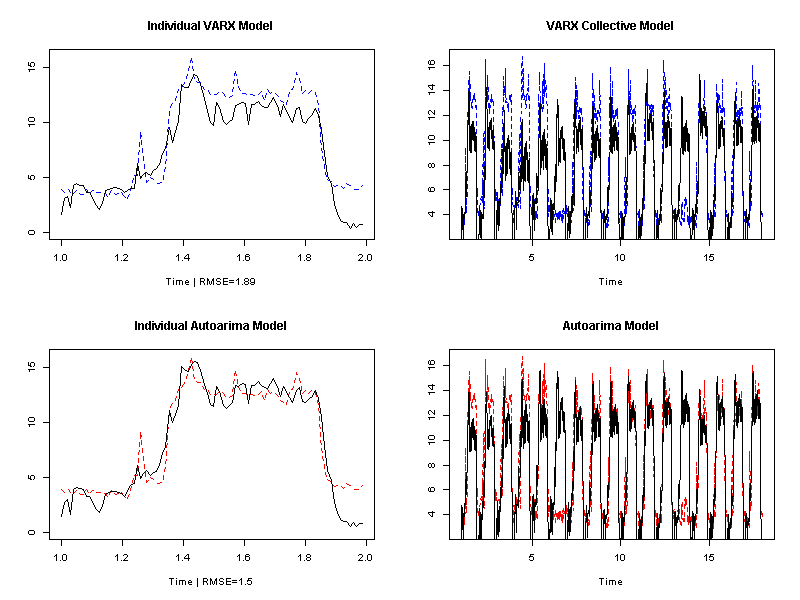 Individual VARX Model
VARX Collective Model
15
10
5
0
1.0 1.2 1.4 1.6 1.8 2.0
Time | RMSE=1.89
16
14
12
10
8
6
4
5 10 15
Time
Individual Autoarima Model
Autoarima Model
15
10
5
0
1.0 1.2 1.4 1.6 1.8 2.0
Time | RMSE=1.5
16
14
12
10
8
6
4
5 10 15
Time